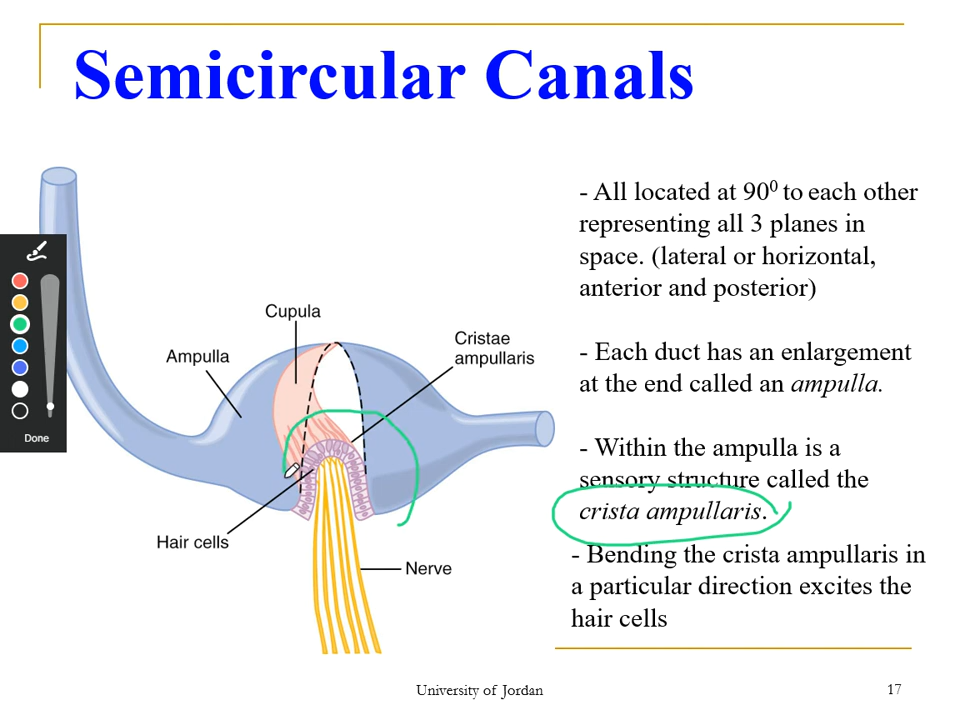 Semicircular Canals
- All located at 90⁰ to each other
representing all 3 planes in
space. (lateral or horizontal,
anterior and posterior)
- Each duct has an enlargement
at the end called an ampulla.
- Within the ampulla is a
sensory structure called the
crista ampullaris.
- Bending the crista ampullaris in
a particular direction excites the
hair cells
Cupula
Ampulla
Cristae
ampullaris
Hair cells
Nerve
Done
University of Jordan
17